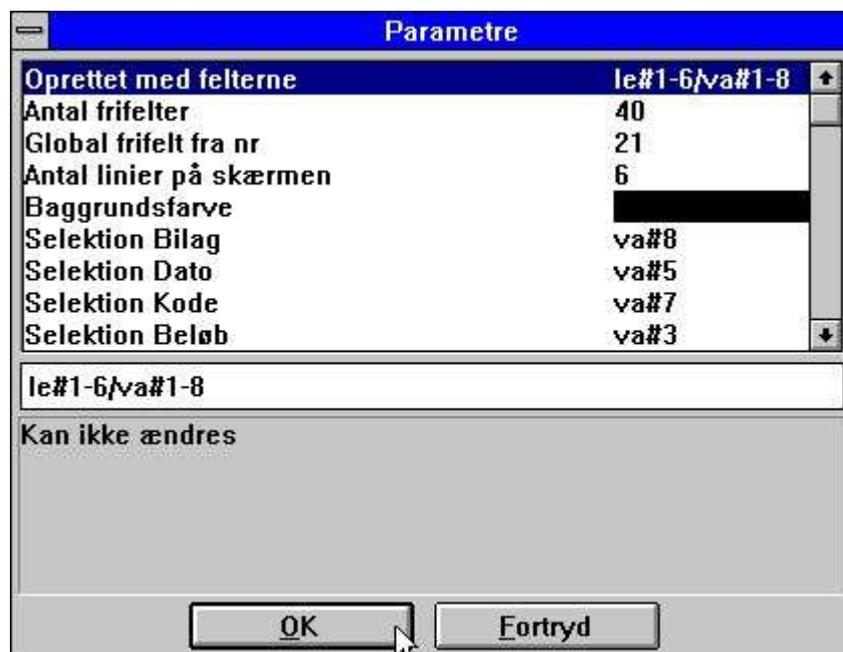 Parametre
Oprettet med felterne le#1-6/va#1-8
Antal frifelter 40
Global frifelt fra nr 21
Antal linier på skærmen 6
Baggrundsfarve
Selektion Bilag va#8
Selektion Dato va#5
Selektion Kode va#7
Selektion Beløb va#3
le#1-6/va#1-8
Kan ikke ændres
OK Fortryd